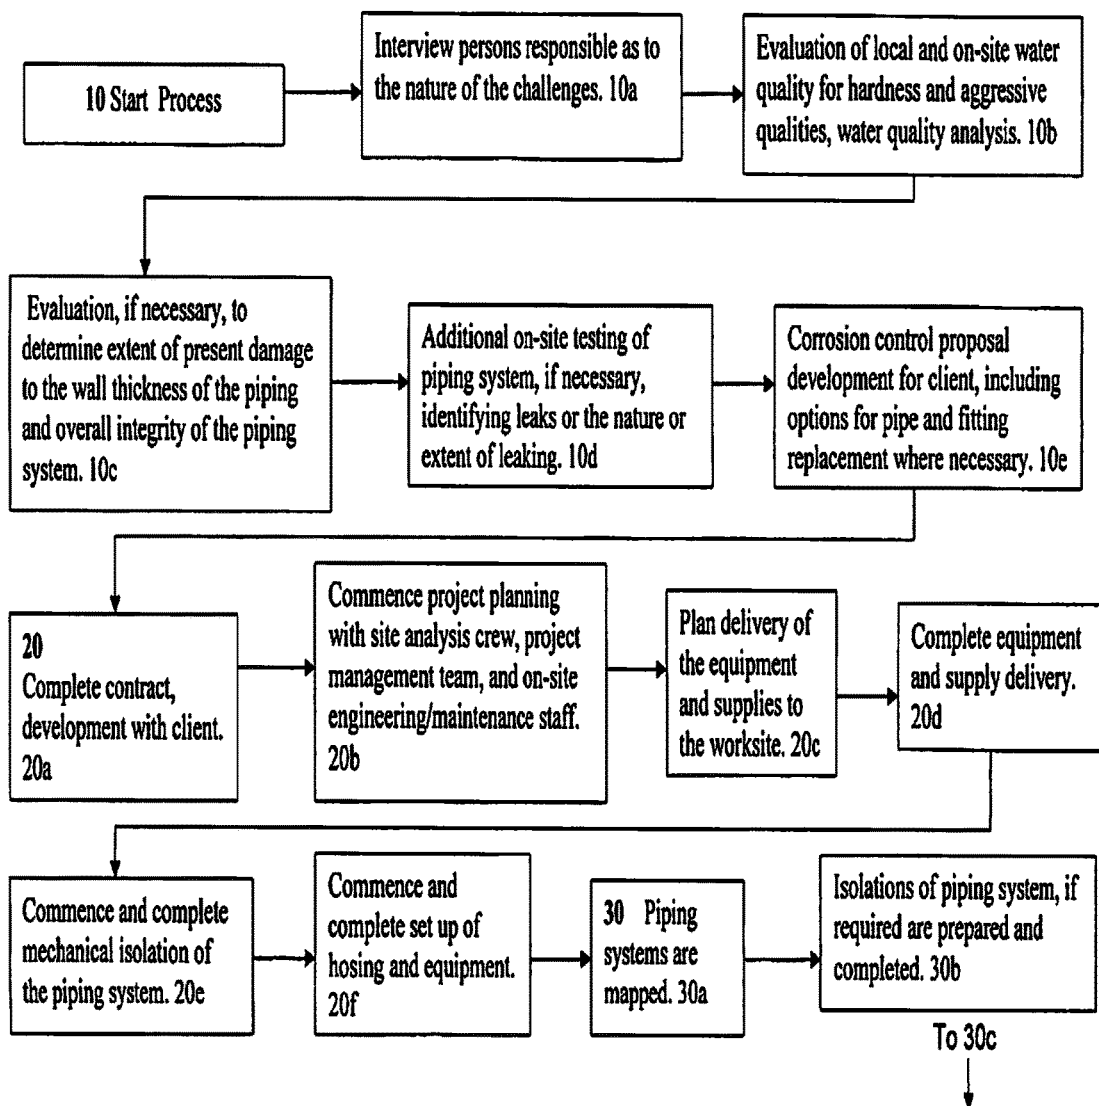 10 Start Process
Interview persons responsible as to
the nature of the challenges. 10a
Evaluation of local and on-site water
quality for hardness and aggressive
qualities, water quality analysis. 10b
Evaluation, if necessary, to
determine extent of present damage
to the wall thickness of the piping
and overall integrity of the piping
system. 10c
Additional on-site testing of
piping system, if necessary,
identifying leaks or the nature or
extent of leaking. 10d
Corrosion control proposal
development for client, including
options for pipe and fitting
replacement where necessary. 10e
20
Complete contract,
development with client.
20a
Commence project planning
with site analysis crew, project
management team, and on-site
engineering/maintenance staff.
20b
Plan delivery of
the equipment
and supplies to
the worksite. 20c
Complete equipment
and supply delivery.
20d
Commence and complete
mechanical isolation of
the piping system. 20e
Commence and
complete set up of
hosing and equipment.
20f
30 Piping
systems are
mapped. 30a
Isolations of piping system, if
required are prepared and
completed. 30b
To 30c